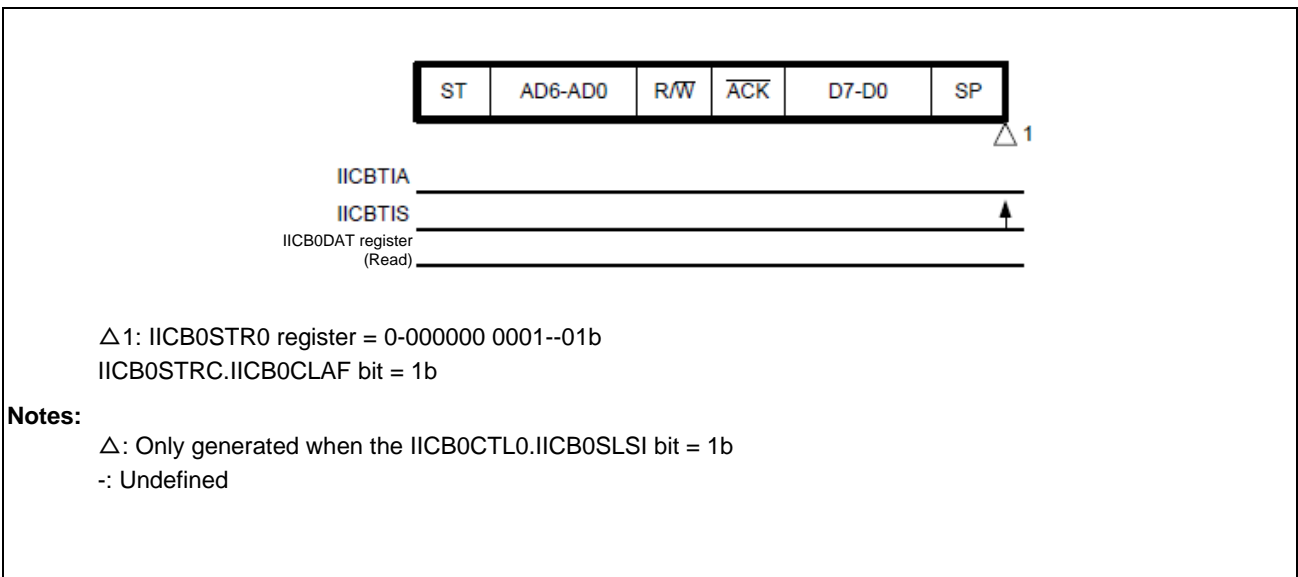 ST AD6-AD0 R/W̅ A̅C̅K̅ D7-D0 SP
△ 1
IICBTIA
IICBTIS
IICB0DAT register
(Read)
△1: IICB0STR0 register = 0-000000 0001--01b
IICB0STRC.IICB0CLAF bit = 1b
Notes:
△: Only generated when the IICB0CTL0.IICB0SLSI bit = 1b
-: Undefined